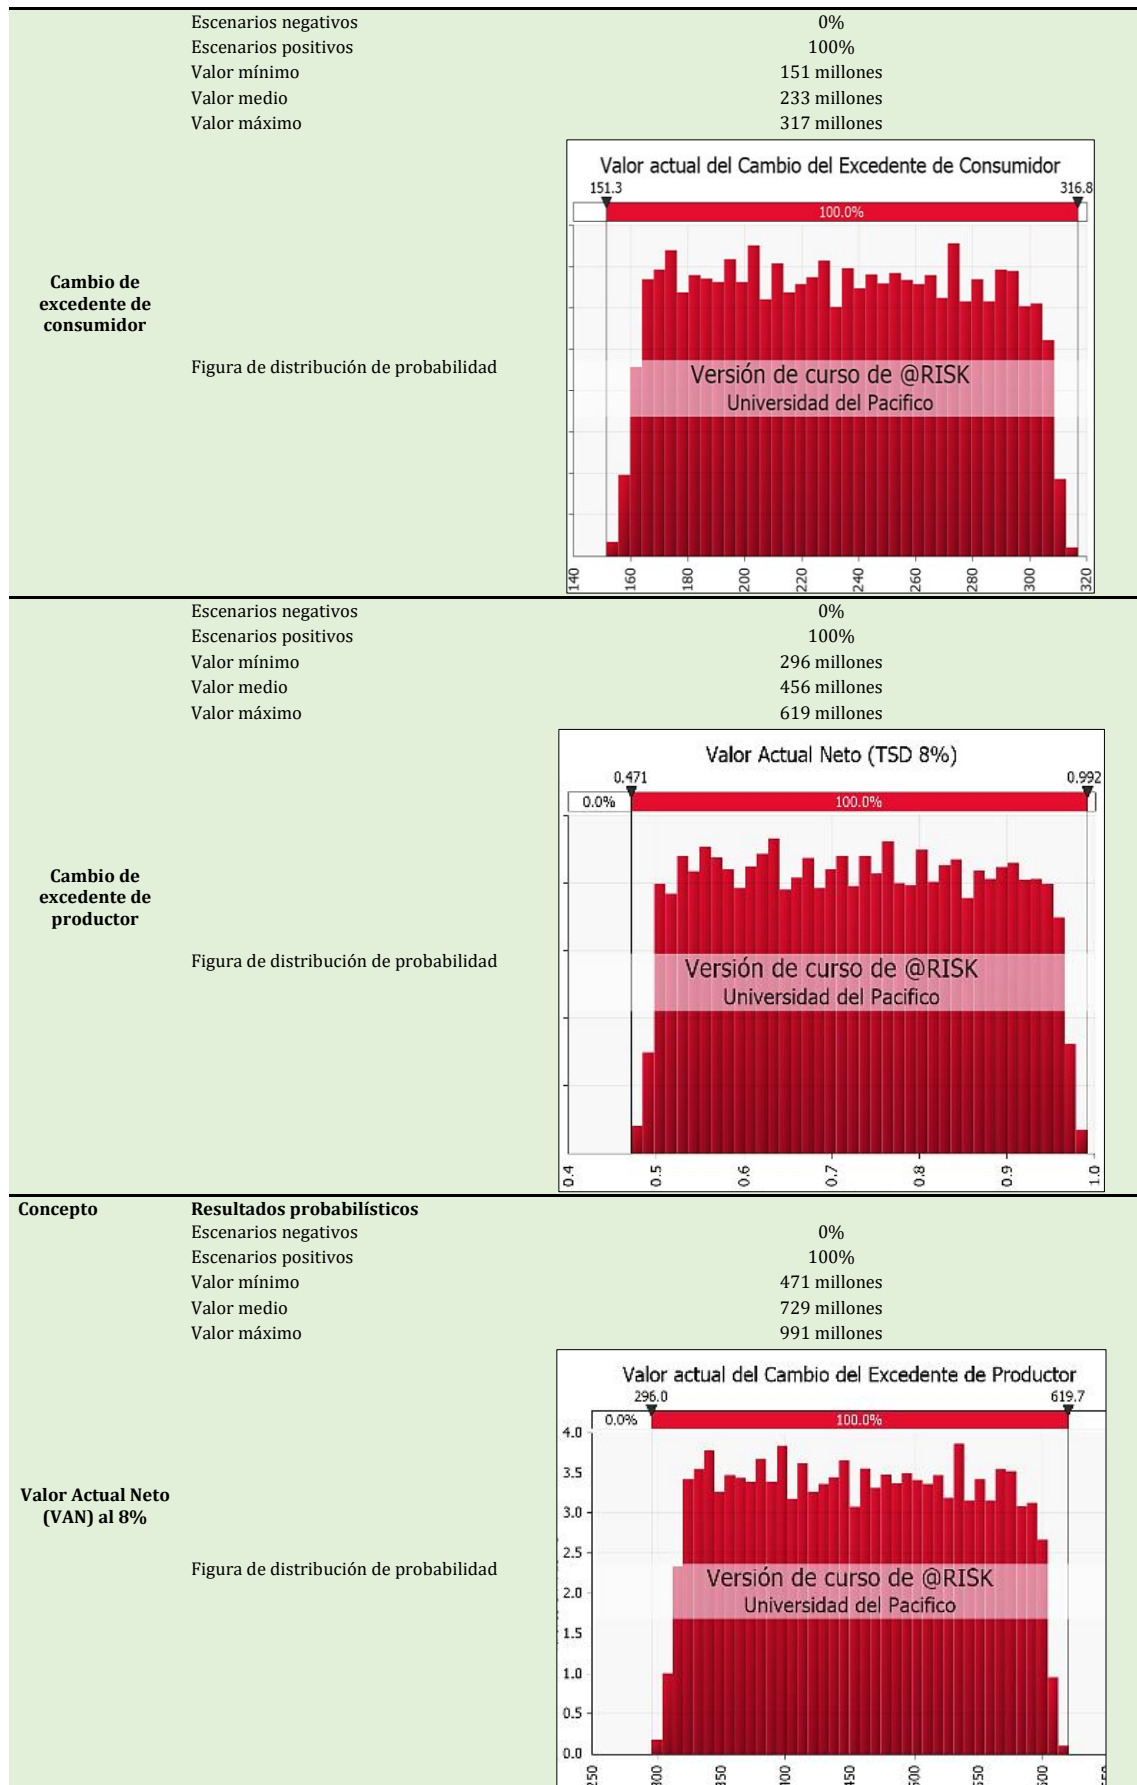 Escenarios negativos 0%
Escenarios positivos 100%
Valor mínimo 151 millones
Valor medio 233 millones
Valor máximo 317 millones
Cambio de
excedente de
consumidor
Figura de distribución de probabilidad
Valor actual del Cambio del Excedente de Consumidor
151.3 316.8
100.0%
Versión de curso de @RISK
Universidad del Pacifico
140 160 180 200 220 240 260 280 300 320
Escenarios negativos 0%
Escenarios positivos 100%
Valor mínimo 296 millones
Valor medio 456 millones
Valor máximo 619 millones
Cambio de
excedente de
productor
Figura de distribución de probabilidad
Valor Actual Neto (TSD 8%)
0.471 0.992
0.0% 100.0%
Versión de curso de @RISK
Universidad del Pacifico
0.4 0.5 0.6 0.7 0.8 0.9 1.0
Concepto Resultados probabilísticos
Escenarios negativos 0%
Escenarios positivos 100%
Valor mínimo 471 millones
Valor medio 729 millones
Valor máximo 991 millones
Valor Actual Neto
(VAN) al 8%
Figura de distribución de probabilidad
Valor actual del Cambio del Excedente de Productor
296.0 619.7
0.0% 100.0%
4.0
3.5
3.0
2.5
2.0
1.5
1.0
0.5
0.0
Versión de curso de @RISK
Universidad del Pacifico
250